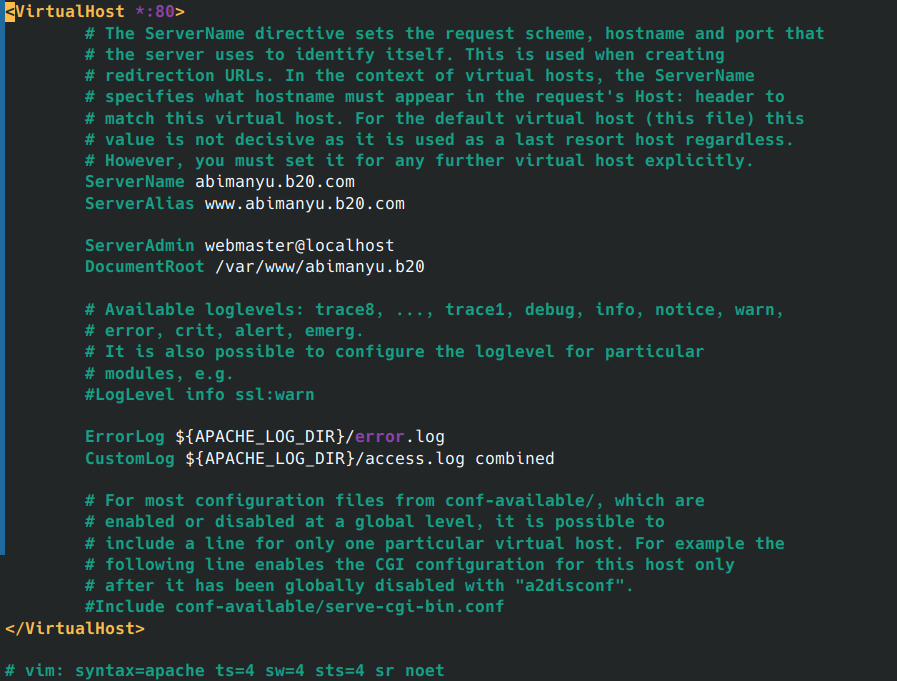 <VirtualHost *:80>
        # The ServerName directive sets the request scheme, hostname and port that
        # the server uses to identify itself. This is used when creating
        # redirection URLs. In the context of virtual hosts, the ServerName
        # specifies what hostname must appear in the request's Host: header to
        # match this virtual host. For the default virtual host (this file) this
        # value is not decisive as it is used as a last resort host regardless.
        # However, you must set it for any further virtual host explicitly.
        ServerName abimanyu.b20.com
        ServerAlias www.abimanyu.b20.com

        ServerAdmin webmaster@localhost
        DocumentRoot /var/www/abimanyu.b20

        # Available loglevels: trace8, ..., trace1, debug, info, notice, warn,
        # error, crit, alert, emerg.
        # It is also possible to configure the loglevel for particular
        # modules, e.g.
        #LogLevel info ssl:warn

        ErrorLog ${APACHE_LOG_DIR}/error.log
        CustomLog ${APACHE_LOG_DIR}/access.log combined

        # For most configuration files from conf-available/, which are
        # enabled or disabled at a global level, it is possible to
        # include a line for only one particular virtual host. For example the
        # following line enables the CGI configuration for this host only
        # after it has been globally disabled with "a2disconf".
        #Include conf-available/serve-cgi-bin.conf
</VirtualHost>

# vim: syntax=apache ts=4 sw=4 sts=4 sr noet